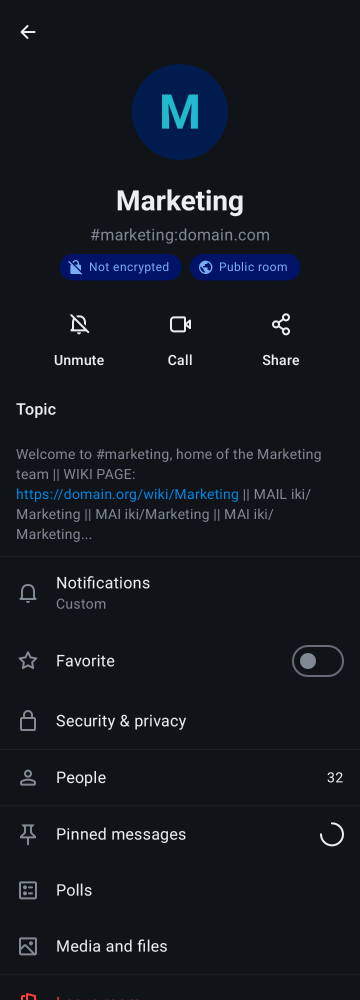 M
Marketing
#marketing:domain.com
Not encrypted
Public room
Unmute
Call
Share
Topic
Welcome to #marketing, home of the Marketing
team || WIKI PAGE:
https://domain.org/wiki/Marketing || MAIL iki/
Marketing || MAI iki/Marketing || MAI iki/
Marketing...
Notifications
Custom
Favorite
Security & privacy
People 32
Pinned messages
Polls
Media and files